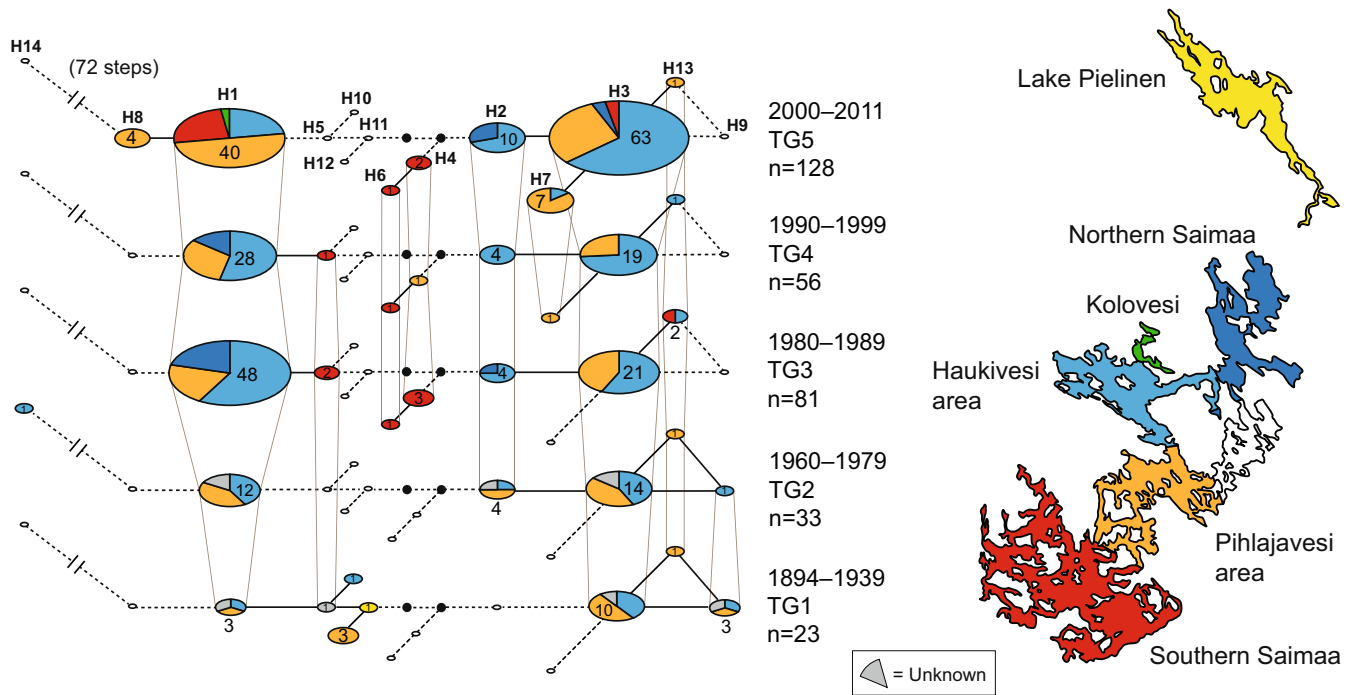 H14
(72 steps)
H8
H1
H5
H10
H11
H12
H6
H4
H2
H7
H3
H13
H9
4
40
1
2
10
7
63
1
2000–2011
TG5
n=128
28
1
1
1
4
1
19
1
1990–1999
TG4
n=56
48
2
1
3
4
21
2
1980–1989
TG3
n=81
1
12
4
14
1
1
1960–1979
TG2
n=33
3
1
1
1
3
10
1
3
1894–1939
TG1
n=23
= Unknown
Lake Pielinen
Northern Saimaa
Kolovesi
Haukivesi
area
Pihlajavesi
area
Southern Saimaa